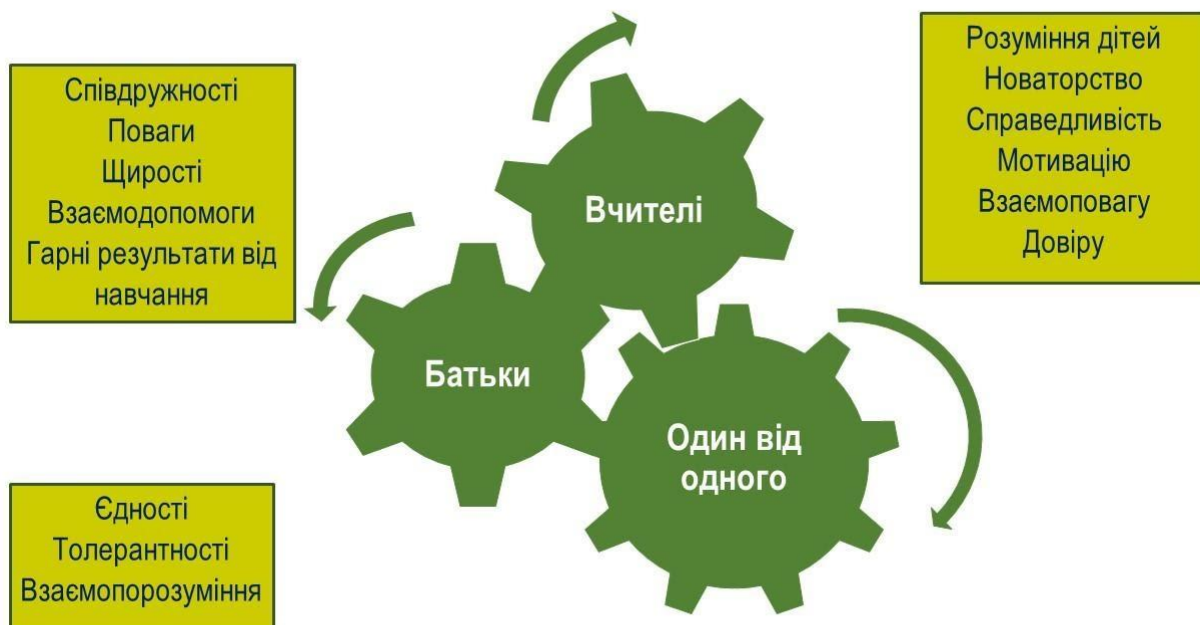 Співдружності
Поваги
Щирості
Взаємодопомоги
Гарні результати від
навчання
Вчителі
Розуміння дітей
Новаторство
Справедливість
Мотивацію
Взаємоповагу
Довіру
Батьки
Один від
одного
Єдності
Толерантності
Взаємопорозуміння